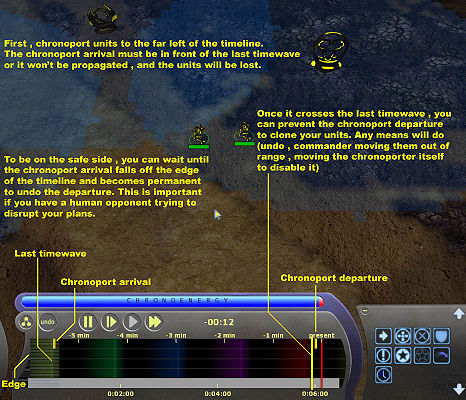 First , chronoport units to the far left of the timeline.
The chronoport arrival must be in front of the last timewave
or it won't be propagated , and the units will be lost.
Once it crosses the last timewave , you
can prevent the chronoport departure
to clone your units. Any means will do
(undo , commander moving them out of
range , moving the chronoporter itself
to disable it)
To be on the safe side , you can wait until
the chronoport arrival falls off the edge
of the timeline and becomes permanent
to undo the departure. This is important
if you have a human opponent trying to
disrupt your plans.
Last timewave
Chronoport arrival
Chronoport departure
CHRONOENERGY
undo
-00:12
-5 min
-4 min
-3 min
-2 min
-1 min
present
Edge
0:02:00
0:04:00
0:06:00